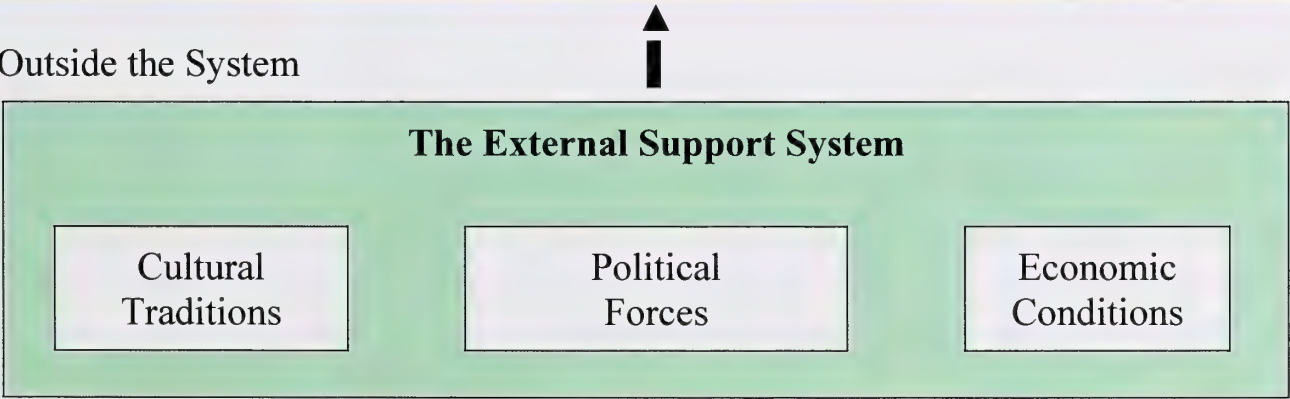 Outside the System
The External Support System
Cultural
Traditions
Political
Forces
Economic
Conditions